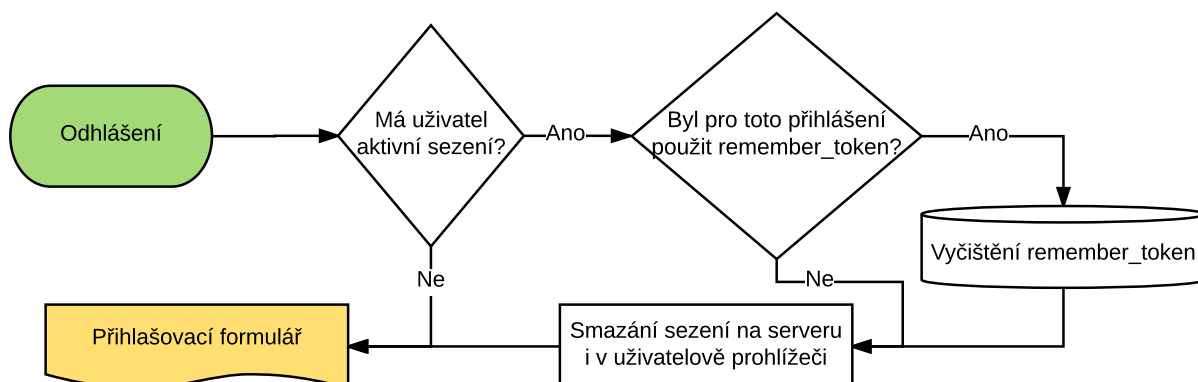 Odhlášení
Má uživatel
aktivní sezení?
Ano
Byl pro toto přihlášení
použit remember_token?
Ano
Vyčištění remember_token
Ne
Ne
Přihlašovací formulář
Smazání sezení na serveru
i v uživatelově prohlížeči